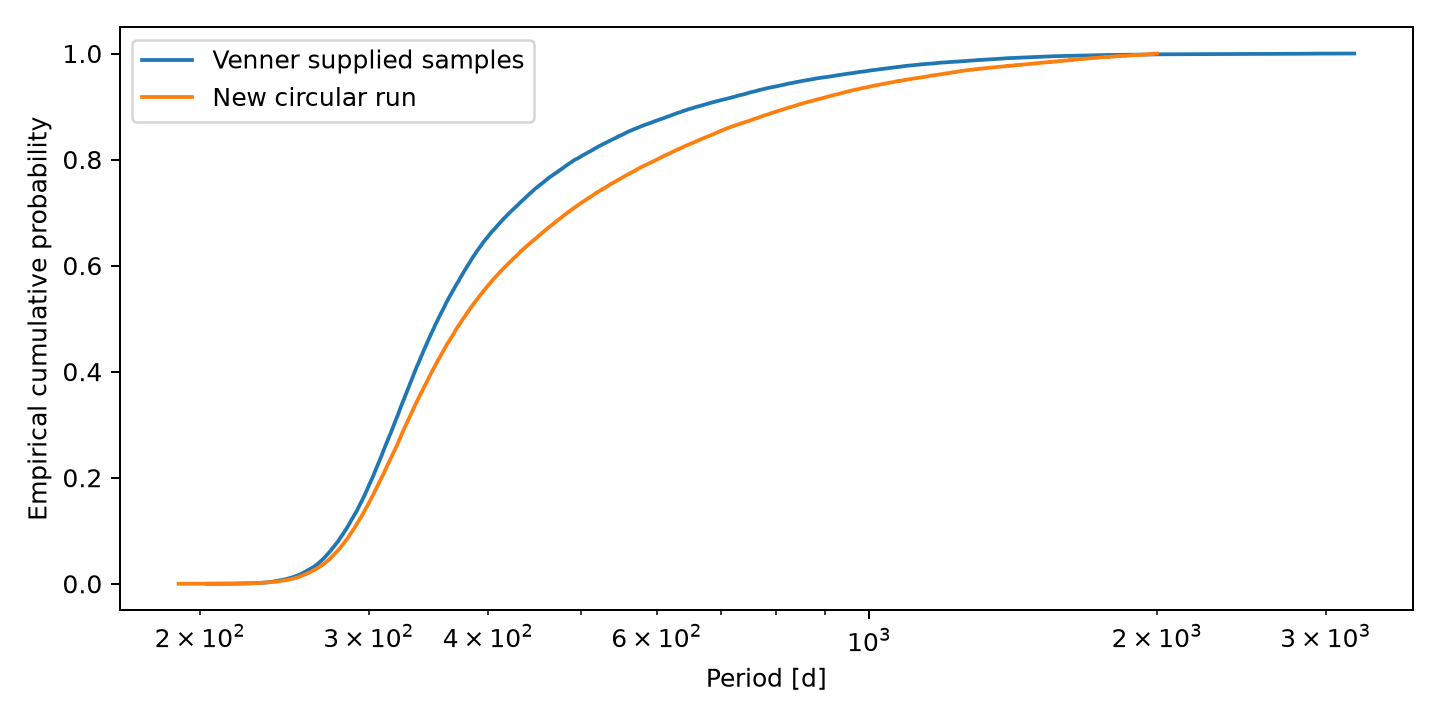 Venner supplied samples
New circular run
Empirical cumulative probability
1.0
0.8
0.6
0.4
0.2
0.0
2 × 10² 3 × 10² 4 × 10² 6 × 10² 10³ 2 × 10³ 3 × 10³
Period [d]